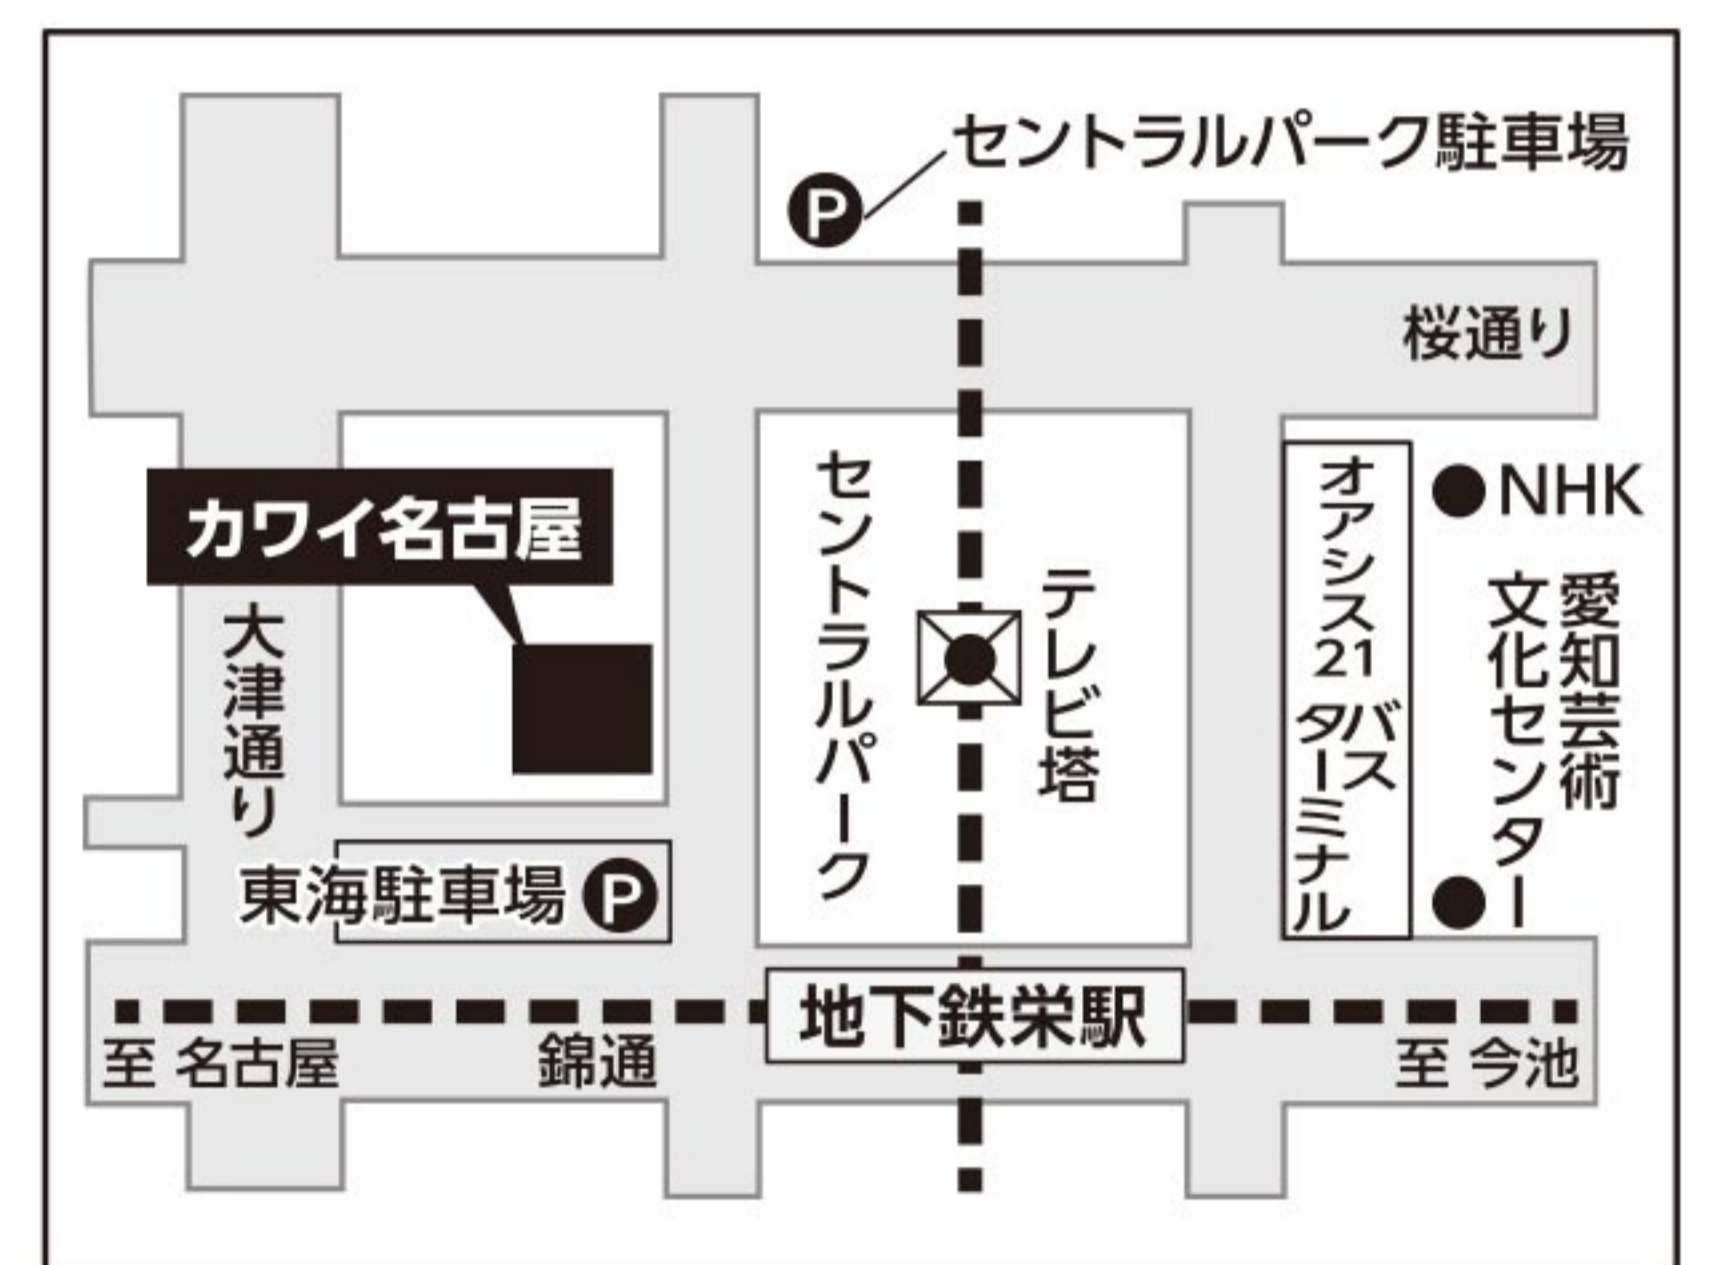 セントラルパーク駐車場
P
桜通り
カワイ名古屋
大津通り
セントラルパーク
テレビ塔
オアシス21
バス
ターミナル
NHK
愛知芸術
文化センター
東海駐車場 P
地下鉄栄駅
至 名古屋
錦通
至 今池